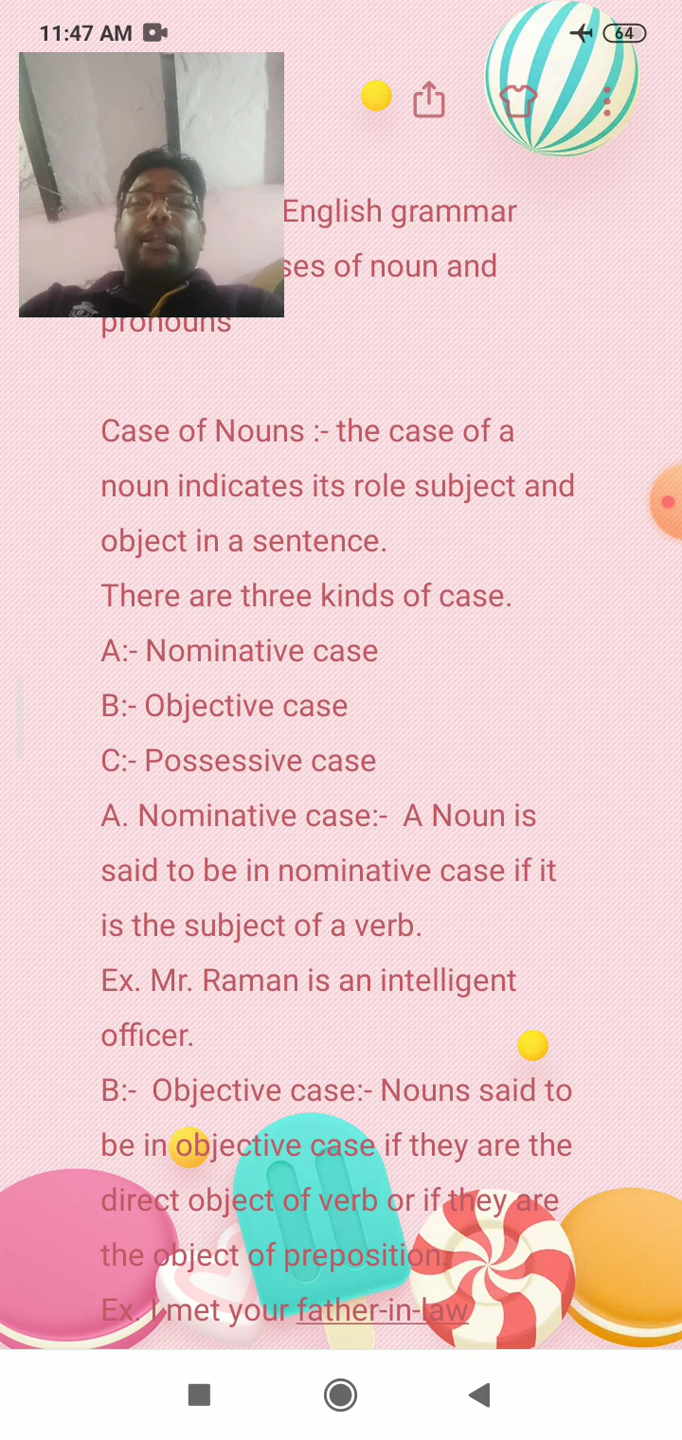 11:47 AM
64
English grammar
ses of noun and
pronouns
Case of Nouns :- the case of a
noun indicates its role subject and
object in a sentence.
There are three kinds of case.
A:- Nominative case
B:- Objective case
C:- Possessive case
A. Nominative case:- A Noun is
said to be in nominative case if it
is the subject of a verb.
Ex. Mr. Raman is an intelligent
officer.
B:- Objective case:- Nouns said to
be in objective case if they are the
direct object of verb or if they are
the object of preposition.
Ex. I met your father-in-law